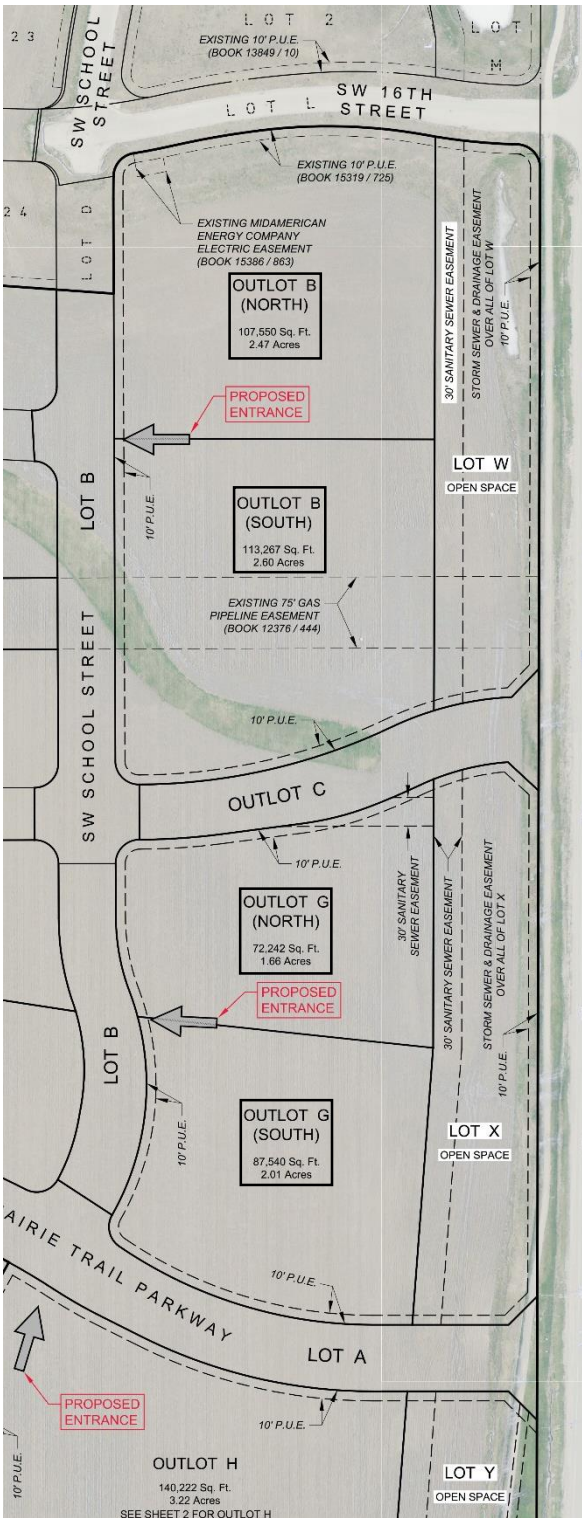 23
LOT 2
EXISTING 10' P.U.E.
(BOOK 13849 / 10)
LOT
M
SW SCHOOL
STREET
LOT L
SW 16TH
STREET
EXISTING 10' P.U.E.
(BOOK 15319 / 725)
24
LOT D
EXISTING MIDAMERICAN
ENERGY COMPANY
ELECTRIC EASEMENT
(BOOK 15386 / 863)
OUTLOT B
(NORTH)
107,550 Sq. Ft.
2.47 Acres
30' SANITARY SEWER EASEMENT
STORM SEWER & DRAINAGE EASEMENT
OVER ALL OF LOT W
10' P.U.E.
PROPOSED
ENTRANCE
LOT B
10' P.U.E.
LOT W
OPEN SPACE
OUTLOT B
(SOUTH)
113,267 Sq. Ft.
2.60 Acres
EXISTING 75' GAS
PIPELINE EASEMENT
(BOOK 12376 / 444)
SW SCHOOL STREET
10' P.U.E.
OUTLOT C
10' P.U.E.
30' SANITARY
SEWER EASEMENT
30' SANITARY SEWER EASEMENT
STORM SEWER & DRAINAGE EASEMENT
OVER ALL OF LOT X
10' P.U.E.
OUTLOT G
(NORTH)
72,242 Sq. Ft.
1.66 Acres
PROPOSED
ENTRANCE
LOT B
10' P.U.E.
OUTLOT G
(SOUTH)
87,540 Sq. Ft.
2.01 Acres
LOT X
OPEN SPACE
AIRIE TRAIL PARKWAY
10' P.U.E.
LOT A
PROPOSED
ENTRANCE
10' P.U.E.
10' P.U.E.
OUTLOT H
140,222 Sq. Ft.
3.22 Acres
SEE SHEET 2 FOR OUTLOT H
LOT Y
OPEN SPACE